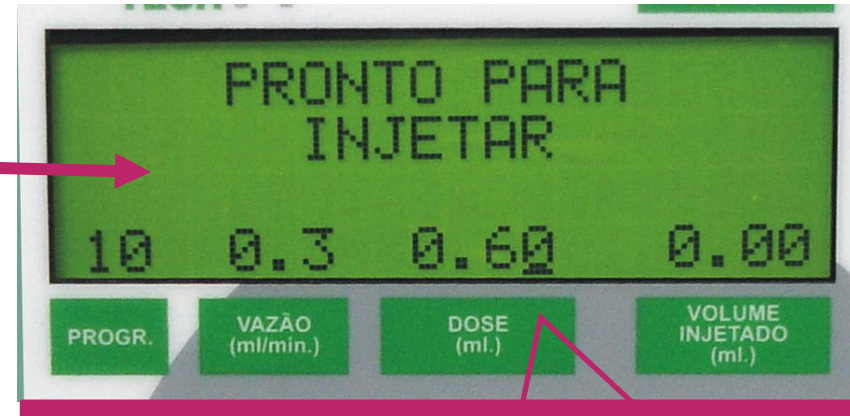 PRONTO PARA
INJETAR
10 0.3 0.60 0.00
PROGR. VAZÃO DOSE VOLUME
(ml/min.) (ml.) INJETADO
(ml.)